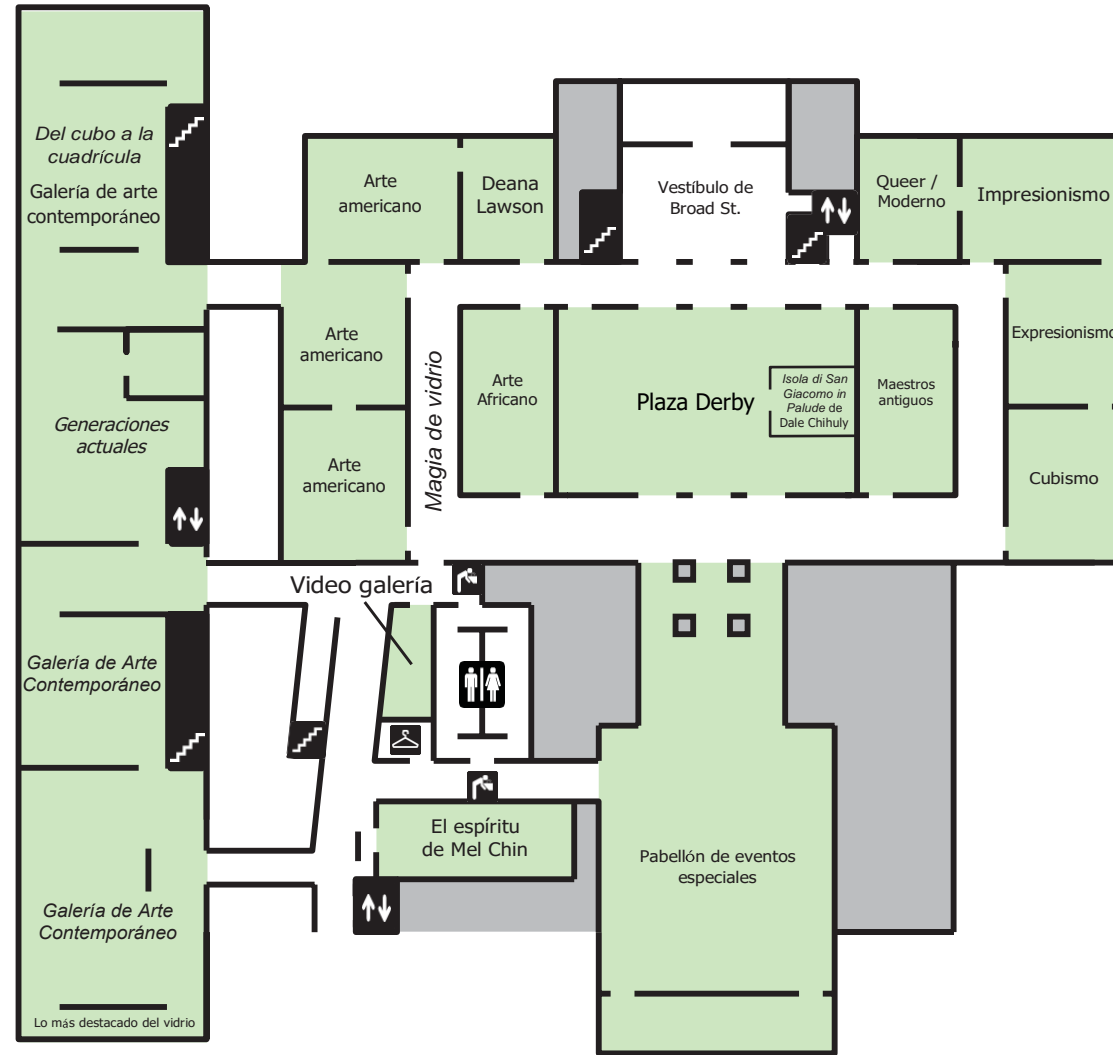 Del cubo a la
cuadrícula
Galería de arte
contemporáneo
Arte
americano
Deana
Lawson
Vestíbulo de
Broad St.
Queer /
Moderno
Impresionismo
Arte
americano
Magia de vidrio
Arte
Africano
Plaza Derby
Isola di San
Giacomo in
Palude de
Dale Chihuly
Maestros
antiguos
Expresionismo
Generaciones
actuales
Arte
americano
Cubismo
Video galería
Galería de Arte
Contemporáneo
El espíritu
de Mel Chin
Pabellón de eventos
especiales
Galería de Arte
Contemporáneo
Lo más destacado del vidrio